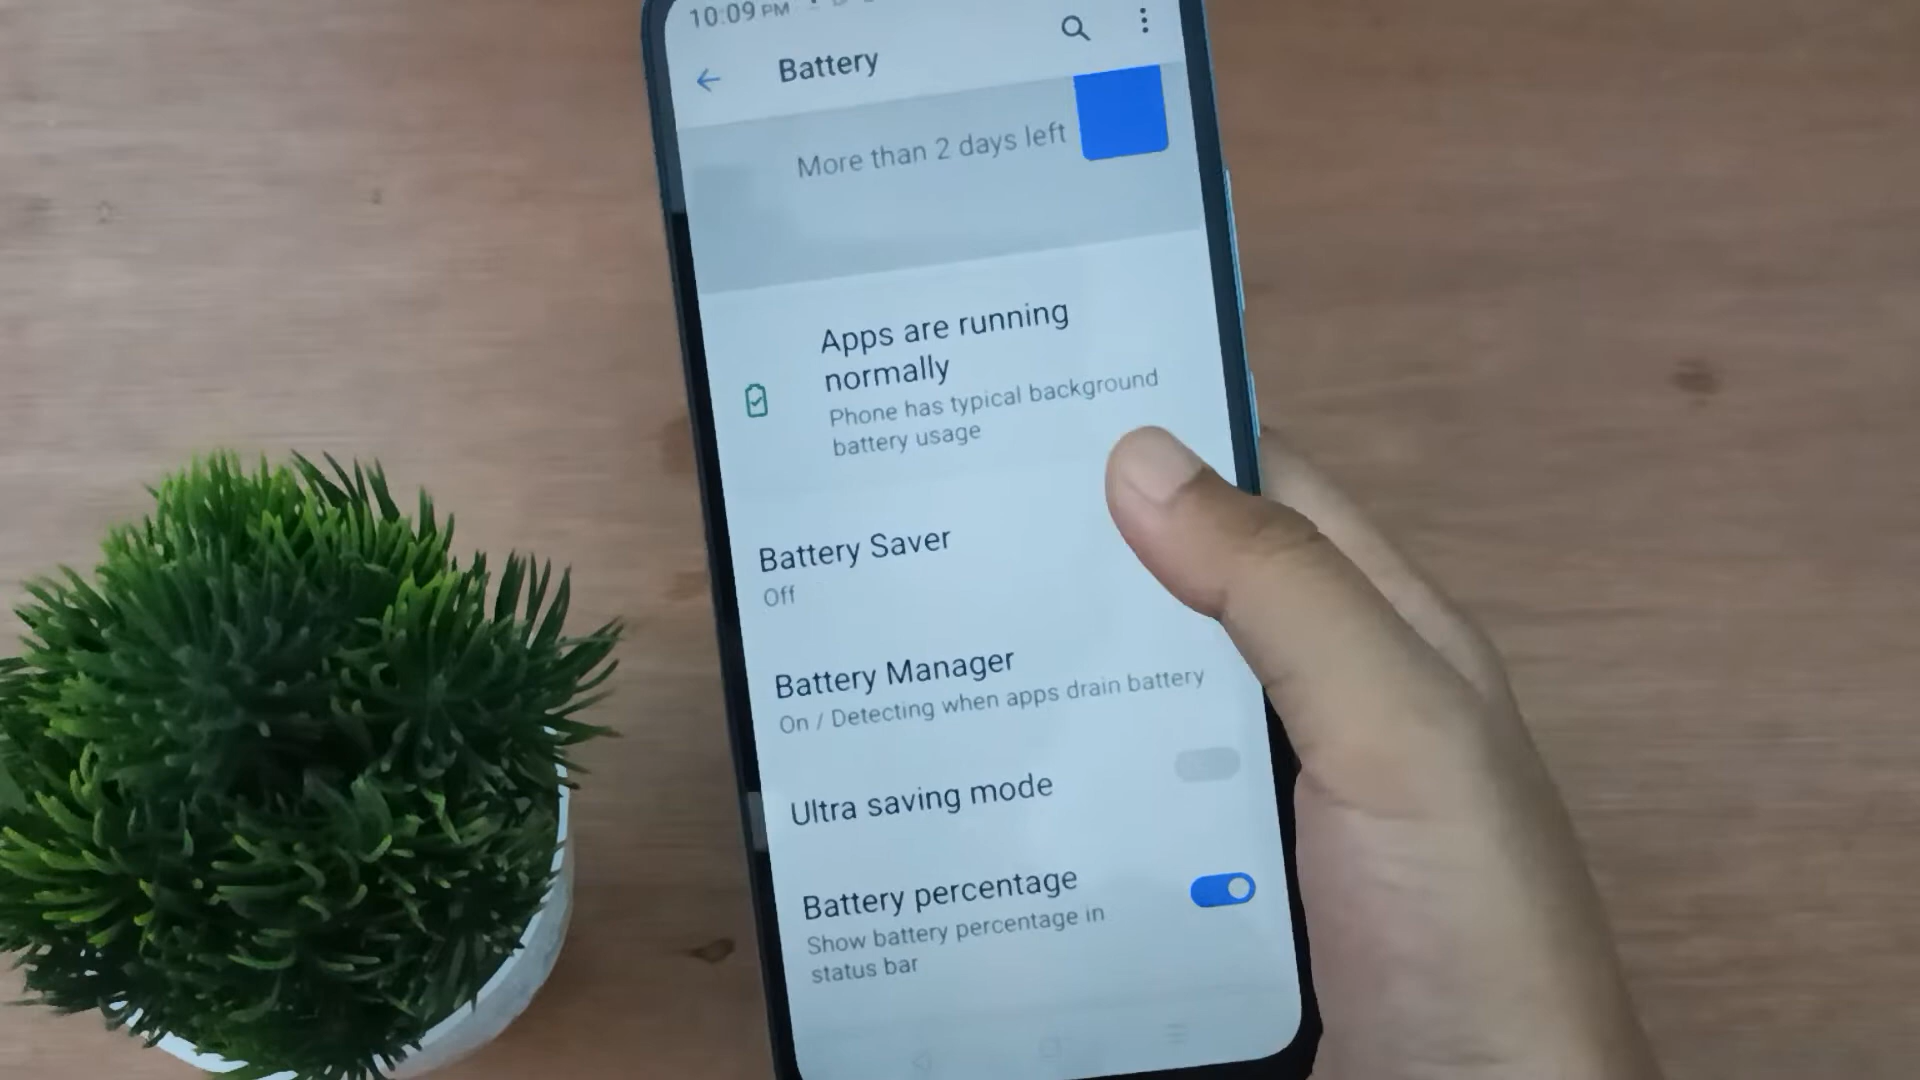 10:09 PM
Battery
More than 2 days left
Apps are running
normally
Phone has typical background
battery usage
Battery Saver
Off
Battery Manager
On / Detecting when apps drain battery
Ultra saving mode
Battery percentage
Show battery percentage in
status bar